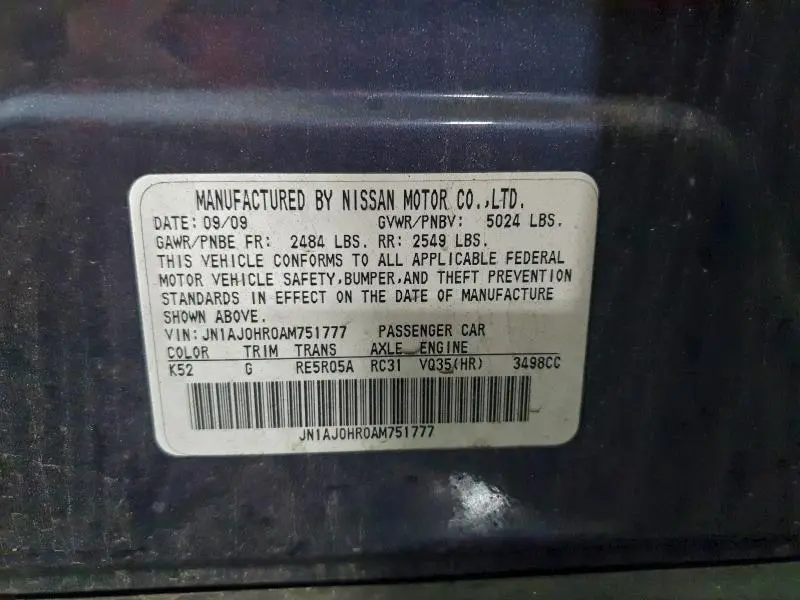 MANUFACTURED BY NISSAN MOTOR CO.,LTD.
DATE: 09/09 GVWR/PNBV: 5024 LBS.
GAWR/PNBE FR: 2484 LBS. RR: 2549 LBS.
THIS VEHICLE CONFORMS TO ALL APPLICABLE FEDERAL
MOTOR VEHICLE SAFETY,BUMPER,AND THEFT PREVENTION
STANDARDS IN EFFECT ON THE DATE OF MANUFACTURE
SHOWN ABOVE.
VIN: JN1AJ0HR0AM751777 PASSENGER CAR
COLOR TRIM TRANS AXLE ENGINE
K52 G RE5R05A RC31 VQ35(HR) 3498CC
JN1AJ0HR0AM751777